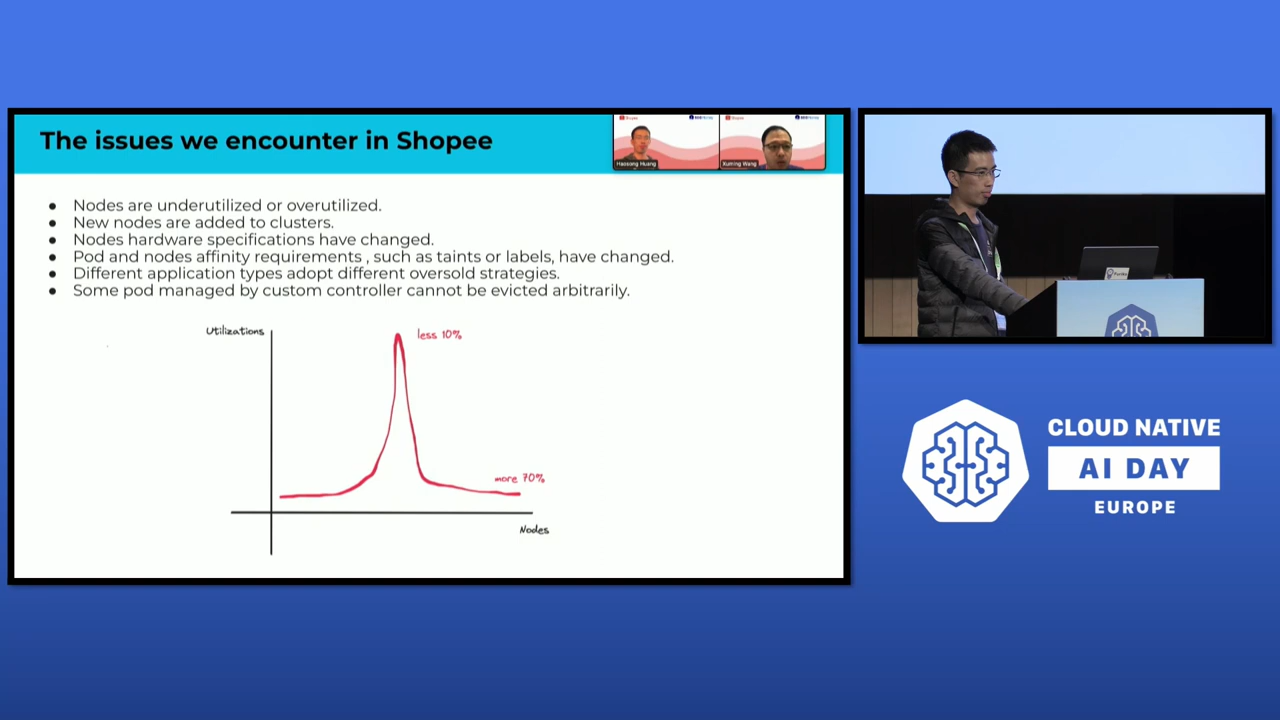 The issues we encounter in Shopee
Haosong Huang
Xuming Wang
● Nodes are underutilized or overutilized.
● New nodes are added to clusters.
● Nodes hardware specifications have changed.
● Pod and nodes affinity requirements , such as taints or labels, have changed.
● Different application types adopt different oversold strategies.
● Some pod managed by custom controller cannot be evicted arbitrarily.
Utilizations
less 10%
more 70%
Nodes
CLOUD NATIVE
AI DAY
EUROPE